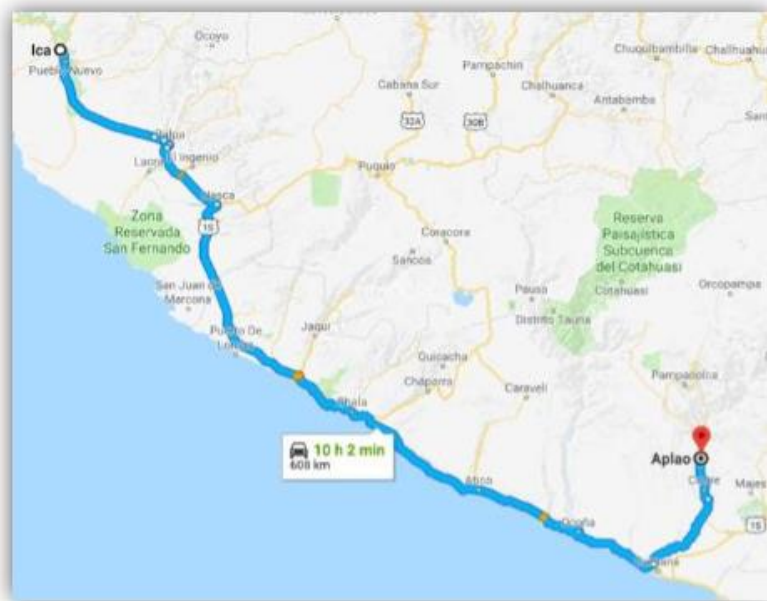 Ica
Ocoyo
Pueblo Nuevo
Pampachiri
Chuquibambilla
Cabana Sur
Chalhuanca
Antabamba
32A
30B
Palpa
El Ingenio
Nasca
Puquio
Zona
Reservada
San Fernando
1S
Coracora
Sancos
Reserva
Paisajística
Subcuenca
del Cotahuasi
Cotahuasi
Orcopampa
San Juan de
Marcona
Pausa
Distrito Tauria
Puerto De
Lomas
Jaqui
Quicacha
Chaparra
Caraveli
Pampacolca
Chala
10 h 2 min
608 km
Aplao
Atico
Ocoña
Majes
1S
Camaná